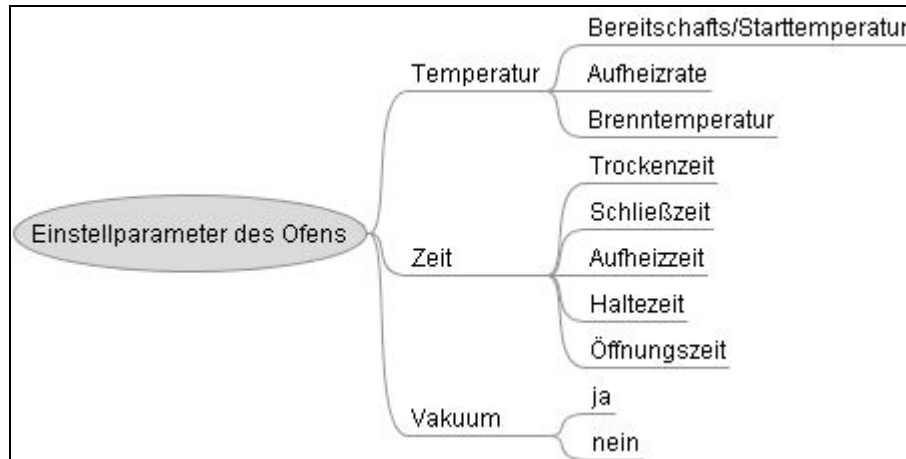 Einstellparameter des Ofens
Temperatur
Bereitschafts/Starttemperatur
Aufheizrate
Brenntemperatur
Zeit
Trockenzeit
Schließzeit
Aufheizzeit
Haltezeit
Öffnungszeit
Vakuum
ja
nein